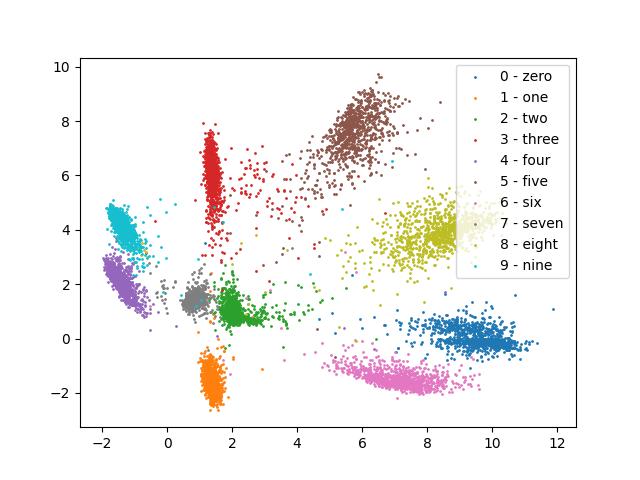 10
8
6
4
2
0
−2
−2
0
2
4
6
8
10
12
0 - zero
1 - one
2 - two
3 - three
4 - four
5 - five
6 - six
7 - seven
8 - eight
9 - nine